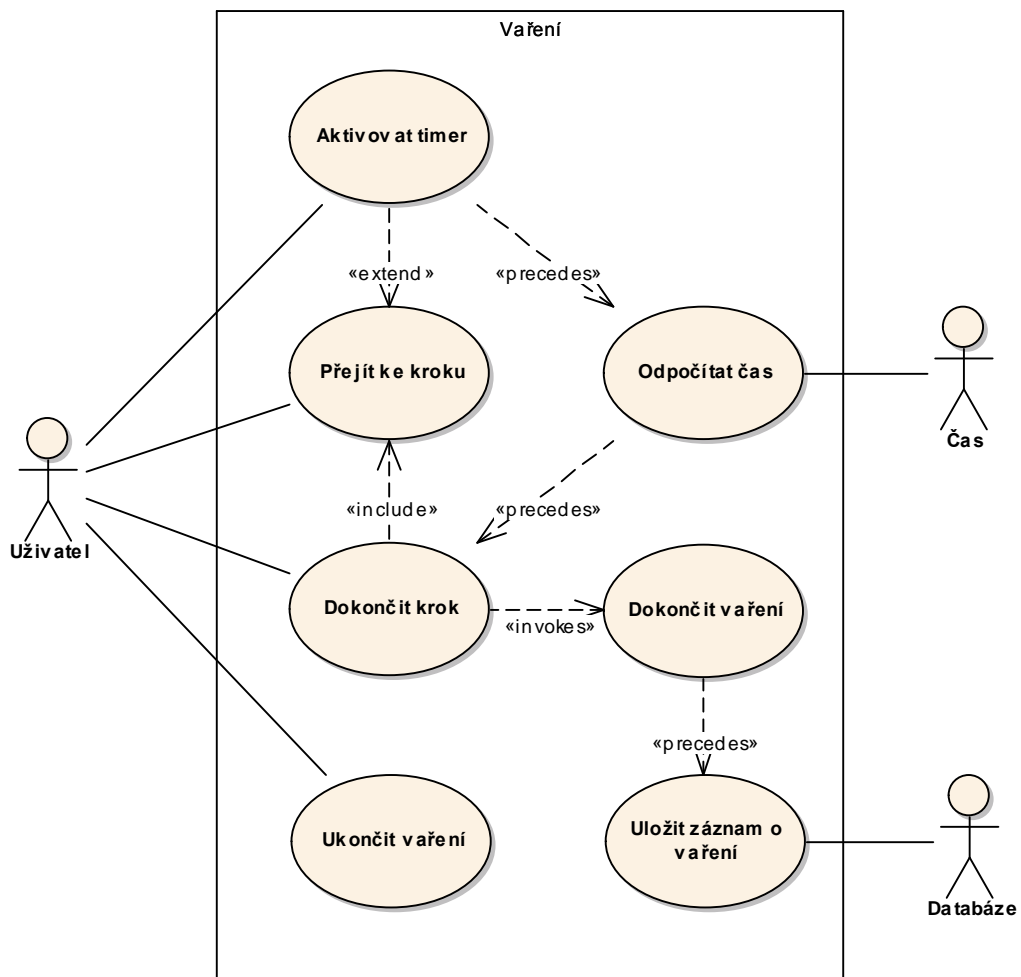 Vaření
Aktivovat timer
«extend»
«precedes»
Přejít ke kroku
Odpočítat čas
Čas
Uživatel
«include»
«precedes»
Dokončit krok
«invokes»
Dokončit vaření
«precedes»
Ukončit vaření
Uložit záznam o
vaření
Databáze